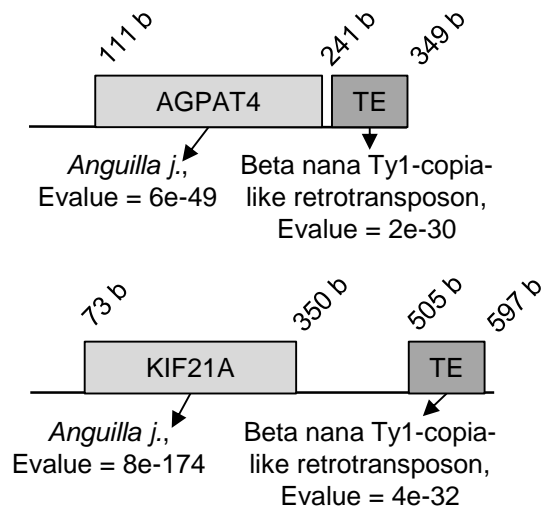 111 b 241 b 349 b
AGPAT4 TE
Anguilla j., Beta nana Ty1-copia-
Evalue = 6e-49 like retrotransposon,
Evalue = 2e-30
73 b 350 b 505 b 597 b
KIF21A TE
Anguilla j., Beta nana Ty1-copia-
Evalue = 8e-174 like retrotransposon,
Evalue = 4e-32